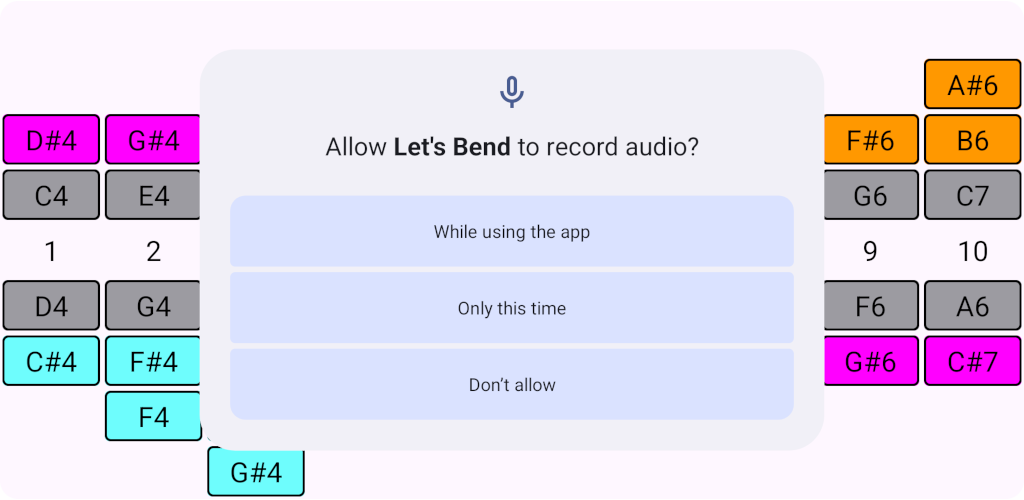 A#6
D#4 G#4 F#6 B6
Allow Let's Bend to record audio?
C4 E4 G6 C7
While using the app
1 2 9 10
Only this time
D4 G4 F6 A6
C#4 F#4 G#6 C#7
Don't allow
F4
G#4